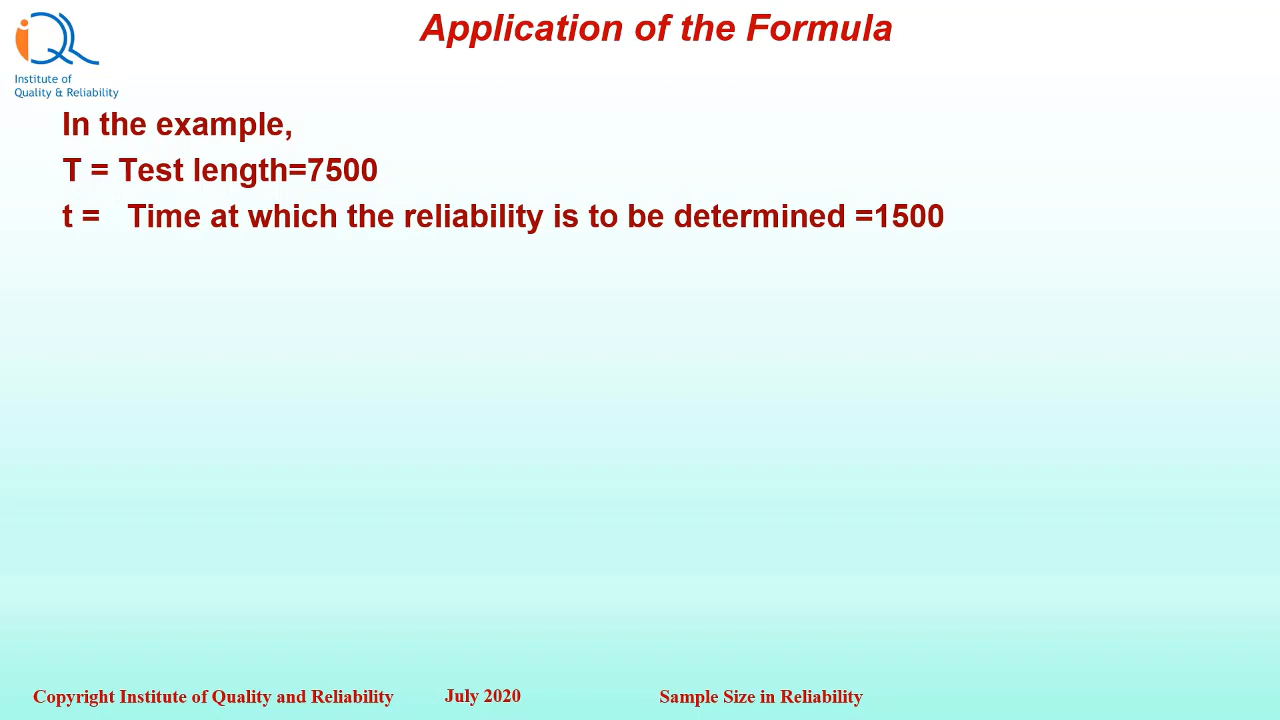 Application of the Formula
iQR
Institute of
Quality & Reliability
In the example,
T = Test length=7500
t = Time at which the reliability is to be determined =1500
Copyright Institute of Quality and Reliability July 2020 Sample Size in Reliability